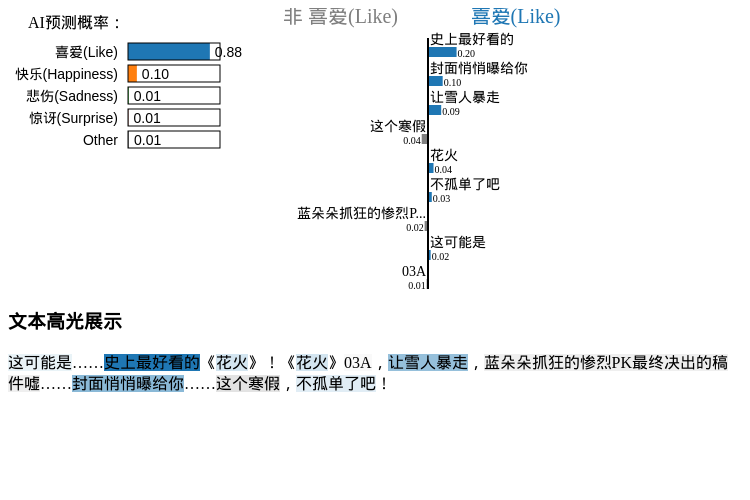 AI预测概率：
喜爱(Like) 0.88
快乐(Happiness) 0.10
悲伤(Sadness) 0.01
惊讶(Surprise) 0.01
Other 0.01
非 喜爱(Like) 喜爱(Like)
史上最好看的
0.20
封面悄悄曝给你
0.10
让雪人暴走
0.09
这个寒假
0.04
花火
0.04
不孤单了吧
0.03
蓝朵朵抓狂的惨烈P...
0.02
这可能是
0.02
03A
0.01
文本高光展示
这可能是……史上最好看的《花火》！《花火》03A，让雪人暴走，蓝朵朵抓狂的惨烈PK最终决出的稿
件嘘……封面悄悄曝给你……这个寒假，不孤单了吧！